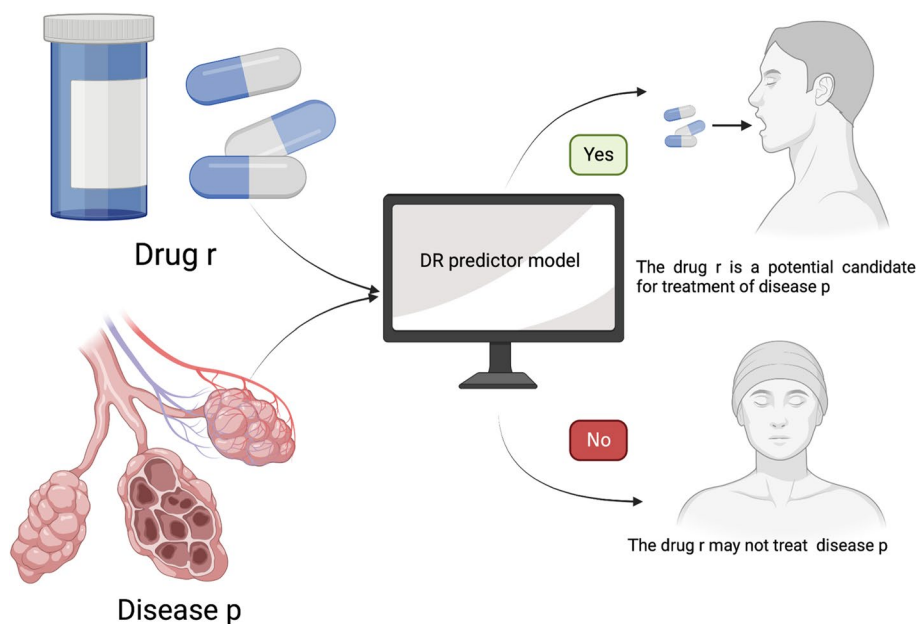 Drug r
Disease p
DR predictor model
Yes
The drug r is a potential candidate
for treatment of disease p
No
The drug r may not treat disease p